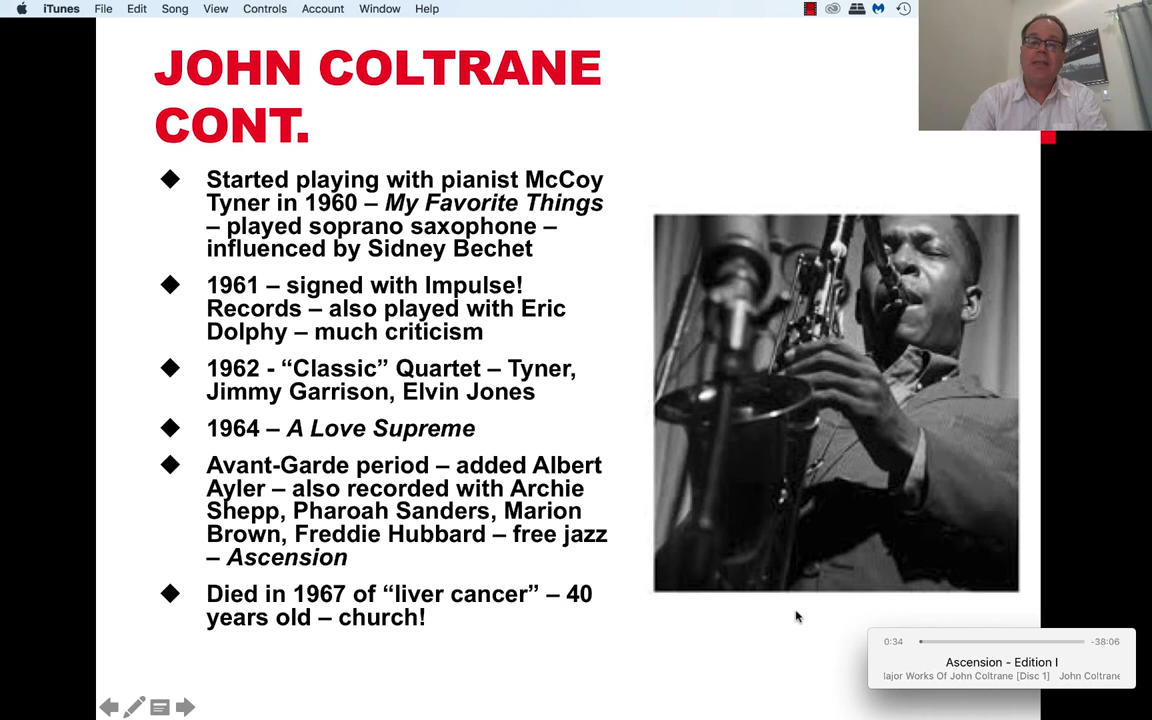 iTunes File Edit Song View Controls Account Window Help
JOHN COLTRANE
CONT.
Started playing with pianist McCoy
Tyner in 1960 – My Favorite Things
– played soprano saxophone –
influenced by Sidney Bechet
1961 – signed with Impulse!
Records – also played with Eric
Dolphy – much criticism
1962 - “Classic” Quartet – Tyner,
Jimmy Garrison, Elvin Jones
1964 – A Love Supreme
Avant-Garde period – added Albert
Ayler – also recorded with Archie
Shepp, Pharoah Sanders, Marion
Brown, Freddie Hubbard – free jazz
– Ascension
Died in 1967 of “liver cancer” – 40
years old – church!
0:34 -38:06
Ascension - Edition I
ajor Works Of John Coltrane [Disc 1] John Coltrane